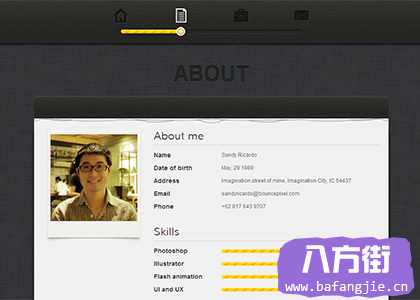 ABOUT
About me
Name Sandy Ricardo
Date of birth May, 29 1989
Address Imagination street of mine, Imagination City, IC 54437
Email sandyricardo@bouncepixel.com
Phone +62 817 643 9707
Skills
Photoshop
Illustrator
Flash animation
UI and UX
八方街
www.bafangjie.cn